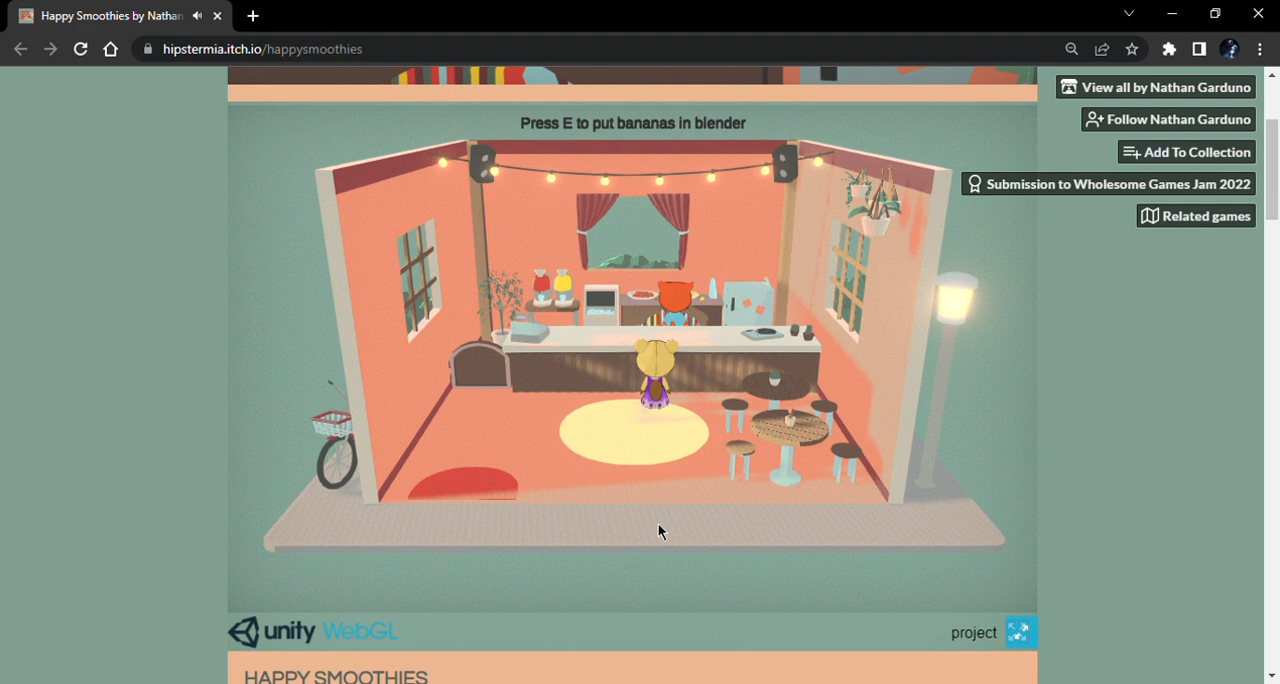 Happy Smoothies by Nathan
hipstermia.itch.io/happysmoothies
View all by Nathan Garduno
Follow Nathan Garduno
Add To Collection
Submission to Wholesome Games Jam 2022
Related games
Press E to put bananas in blender
unity WebGL
project
HAPPY SMOOTHIES